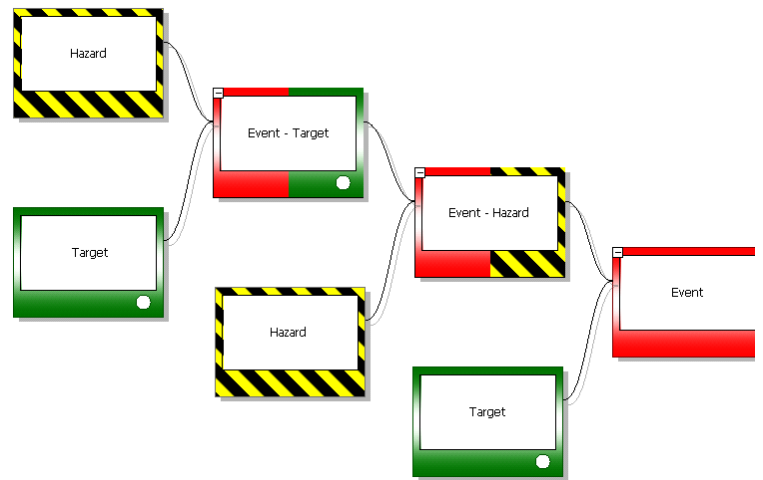 Hazard
Event - Target
Event - Hazard
Target
Event
Hazard
Target